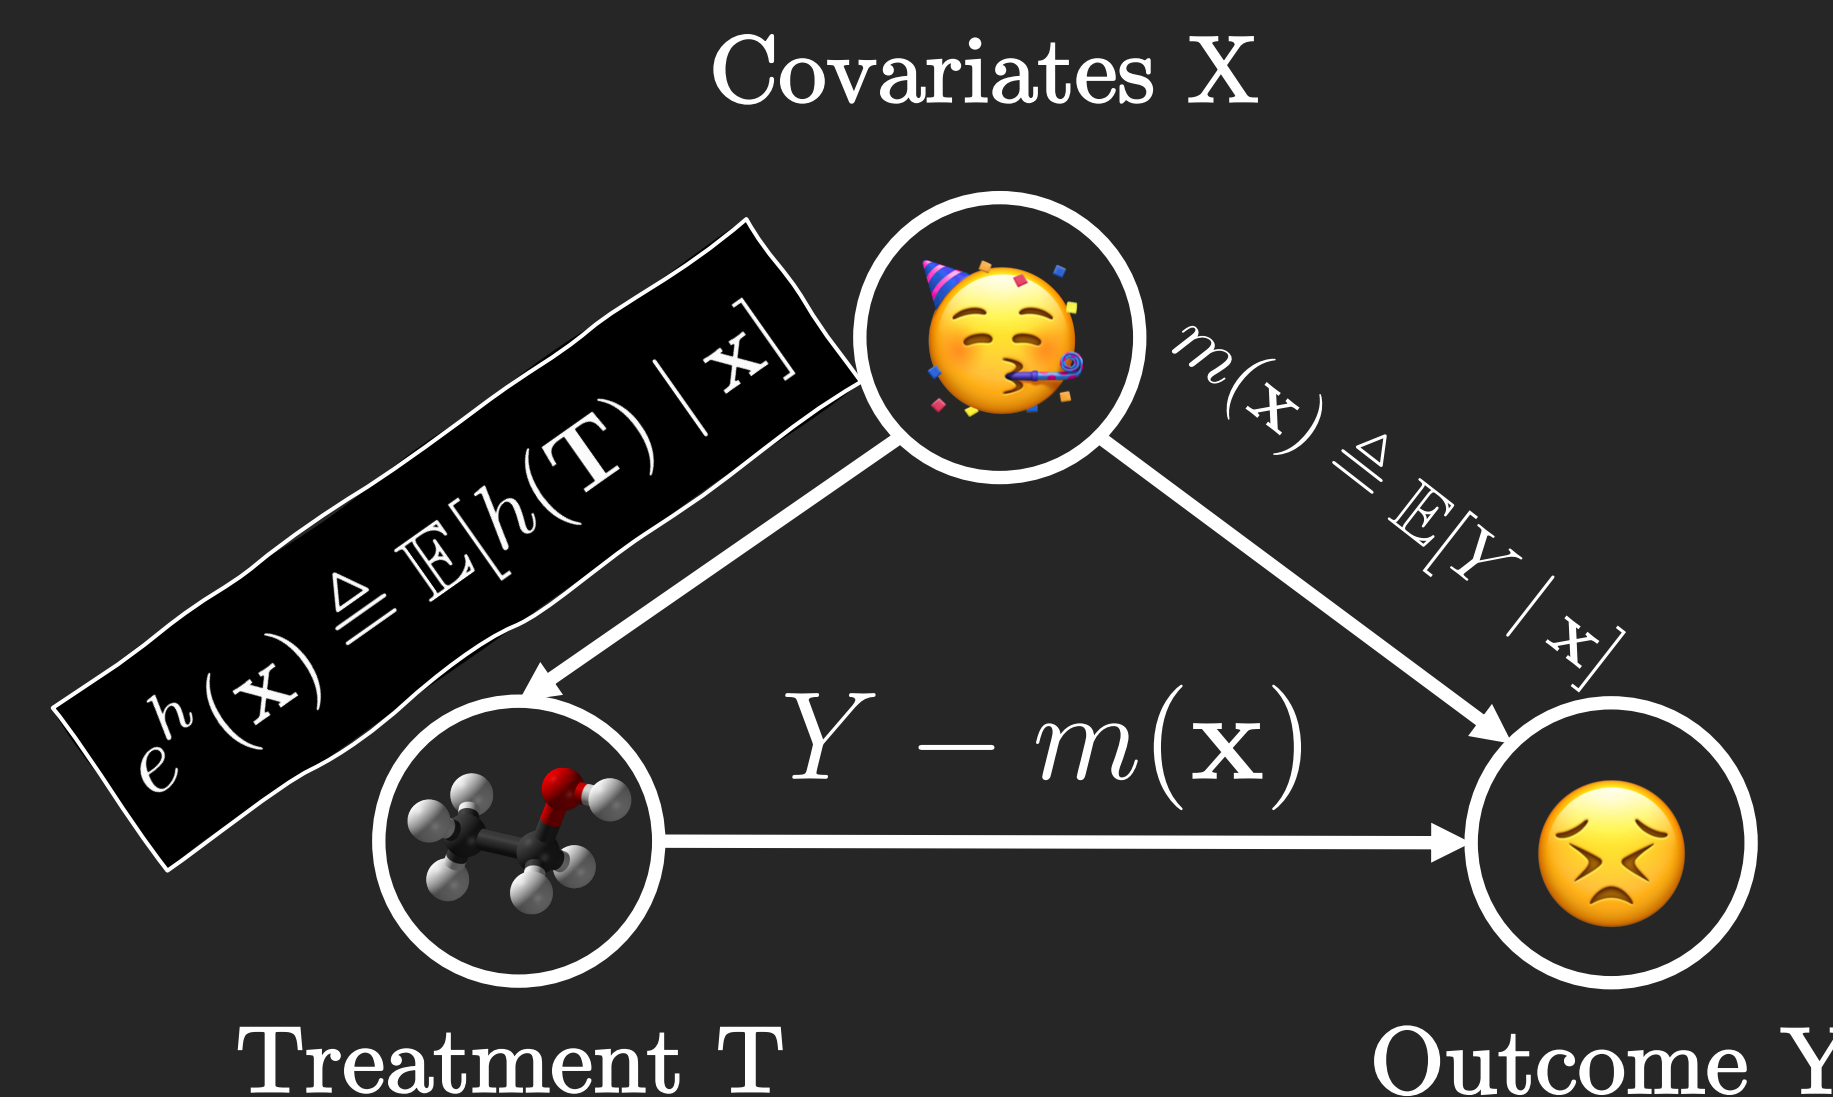 Covariates X
e^h(𝐱) ≜ 𝔼[h(𝐓) | 𝐱]
m(𝐱) ≜ 𝔼[Y | 𝐱]
Y − m(𝐱)
Treatment T
Outcome Y